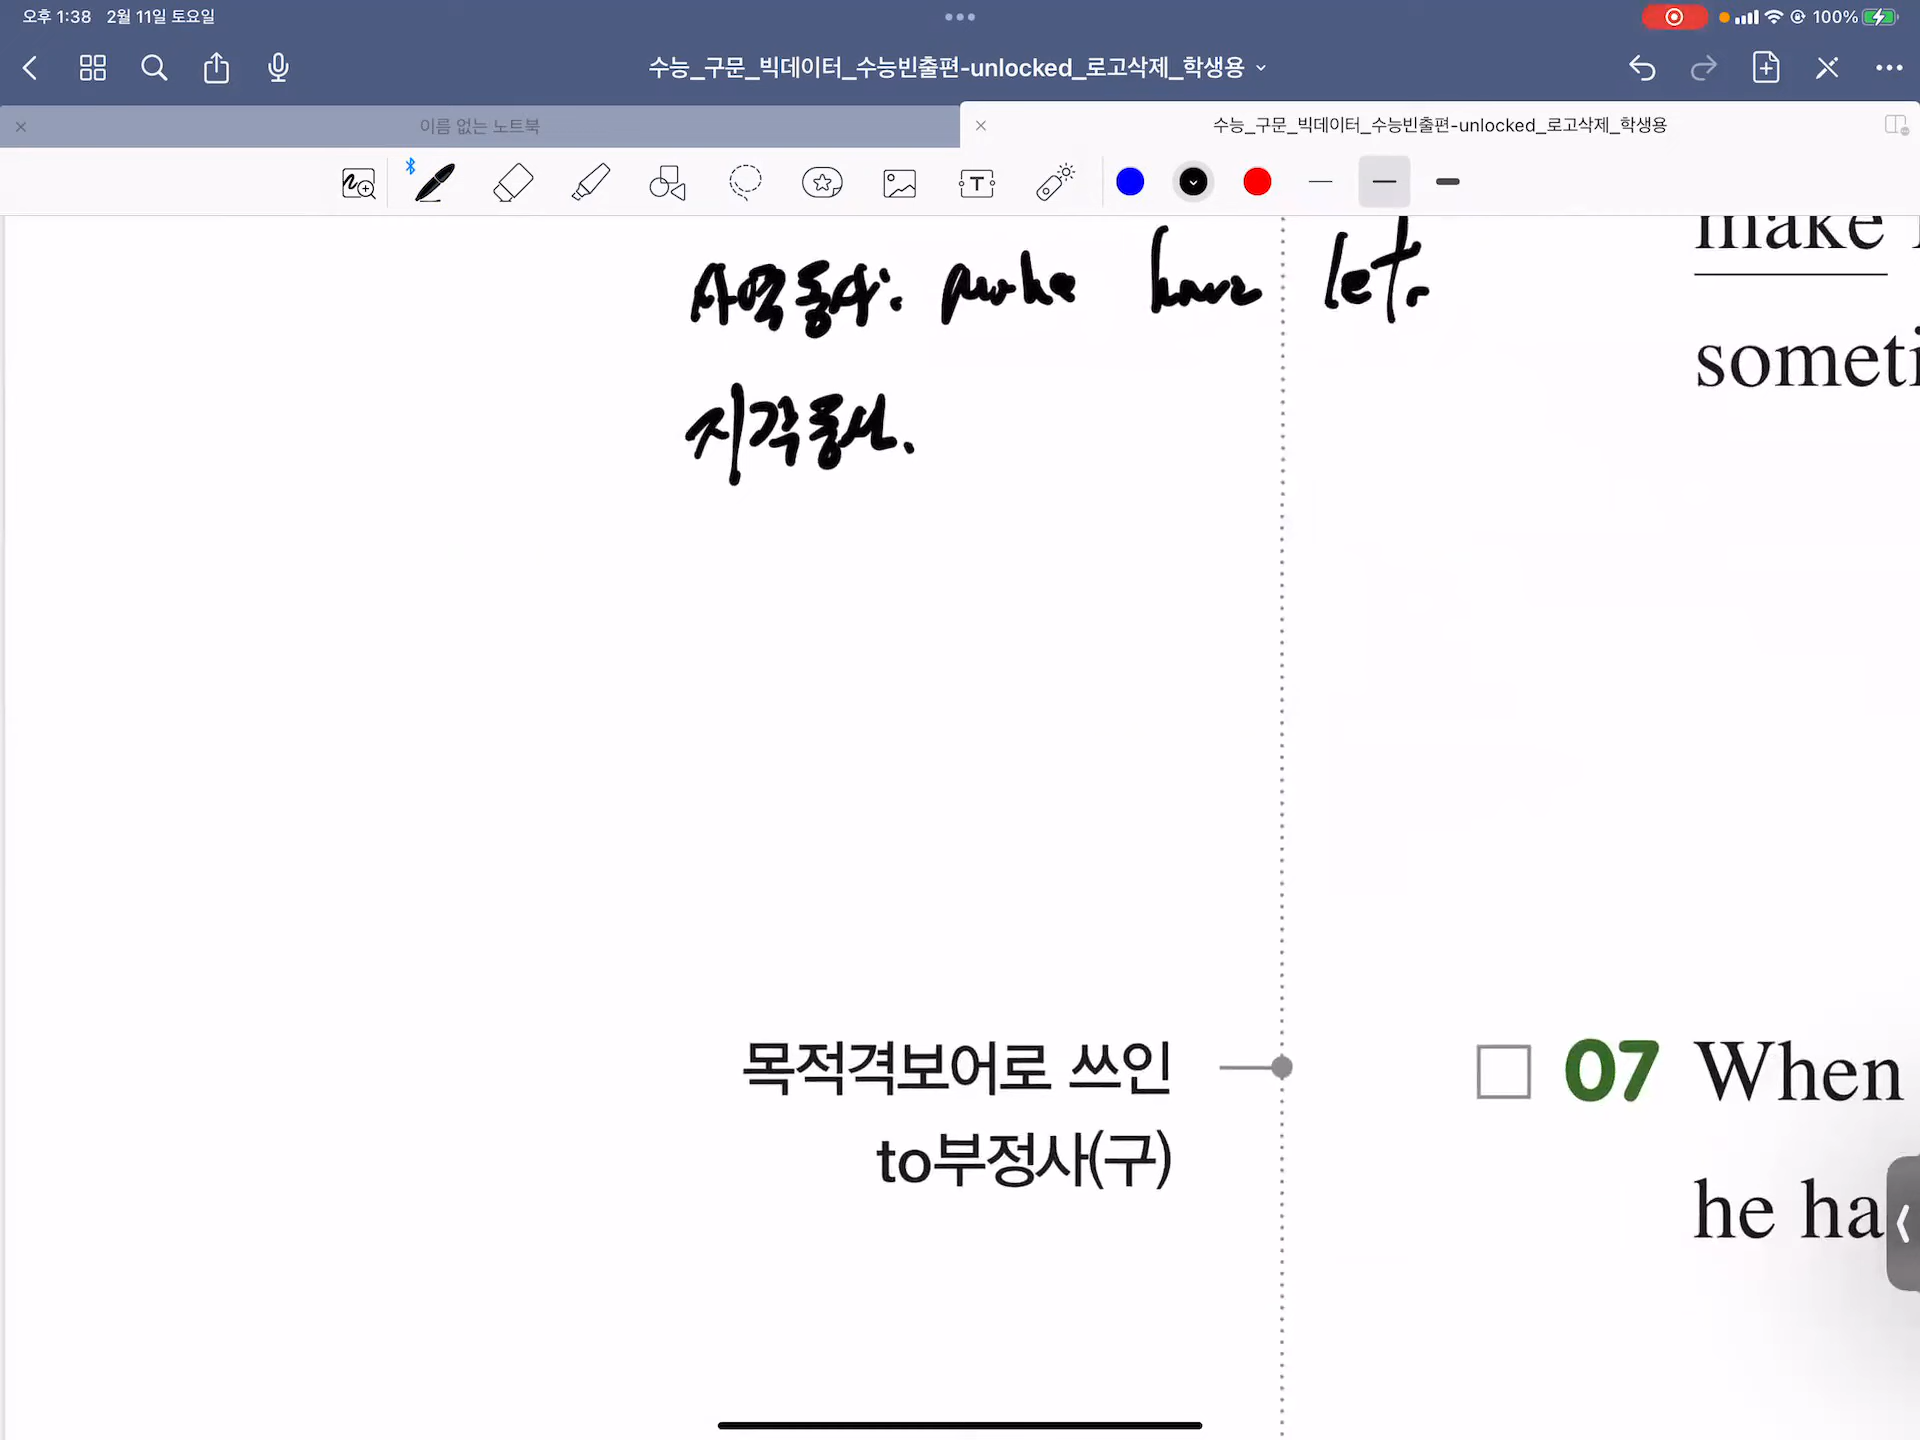 오후 1:38 2월 11일 토요일
100%
수능_구문_빅데이터_수능빈출편-unlocked_로고삭제_학생용
이름 없는 노트북
수능_구문_빅데이터_수능빈출편-unlocked_로고삭제_학생용
make
사역동사. make have let.
someti
지각동사.
목적격보어로 쓰인
to부정사(구)
07 When
he ha